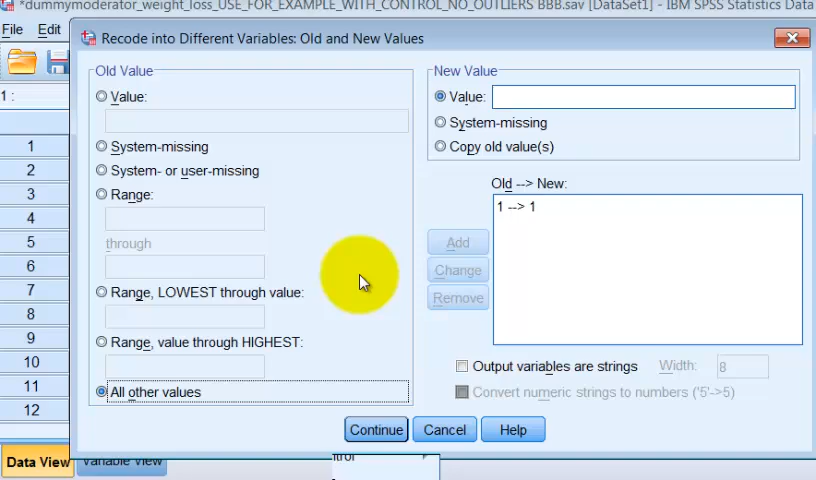 *dummymoderator_weight_loss_USE_FOR_EXAMPLE_WITH_CONTROL_NO_OUTLIERS BBB.sav [DataSet1] - IBM SPSS Statistics Data
File Edit
Recode into Different Variables: Old and New Values
1 :
1
2
3
4
5
6
7
8
9
10
11
12
Old Value
Value:
System-missing
System- or user-missing
Range:
through
Range, LOWEST through value:
Range, value through HIGHEST:
All other values
New Value
Value:
System-missing
Copy old value(s)
Old --> New:
1 --> 1
Add
Change
Remove
Output variables are strings Width: 8
Convert numeric strings to numbers ('5'->5)
Continue Cancel Help
Data View Variable View